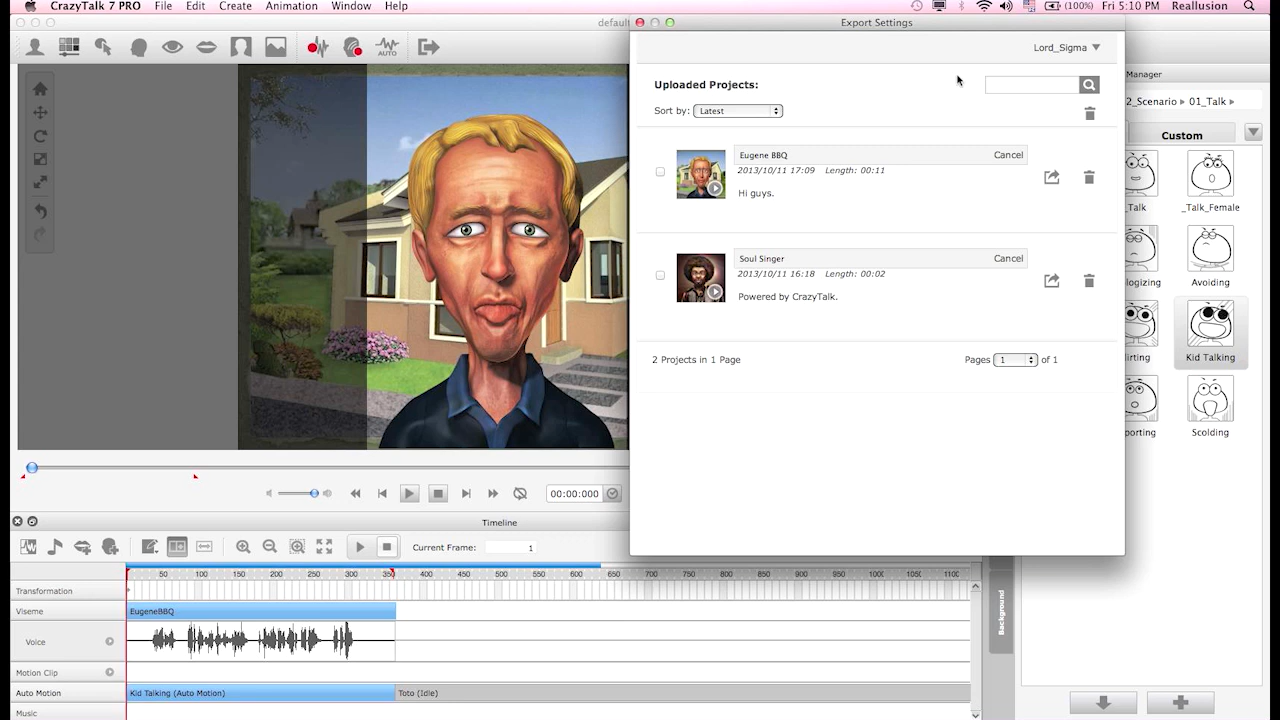 CrazyTalk 7 PRO File Edit Create Animation Window Help (100%) Fri 5:10 PM Reallusion
default
Export Settings
Lord_Sigma
Manager
AUTO
Uploaded Projects:
2_Scenario 01_Talk
Sort by: Latest
Custom
Eugene BBQ Cancel
2013/10/11 17:09 Length: 00:11
Hi guys.
_Talk _Talk_Female
Soul Singer Cancel
2013/10/11 16:18 Length: 00:02
logizing Avoiding
Powered by CrazyTalk.
2 Projects in 1 Page Pages 1 of 1
irting Kid Talking
porting Scolding
00:00:000
Timeline
Current Frame: 1
50 100 150 200 250 300 350 400 450 500 550 600 650 700 750 800 850 900 950 1000 1050 1100
Transformation
Viseme EugeneBBQ
Background
Voice
Motion Clip
Auto Motion Kid Talking (Auto Motion) Toto (Idle)
Music